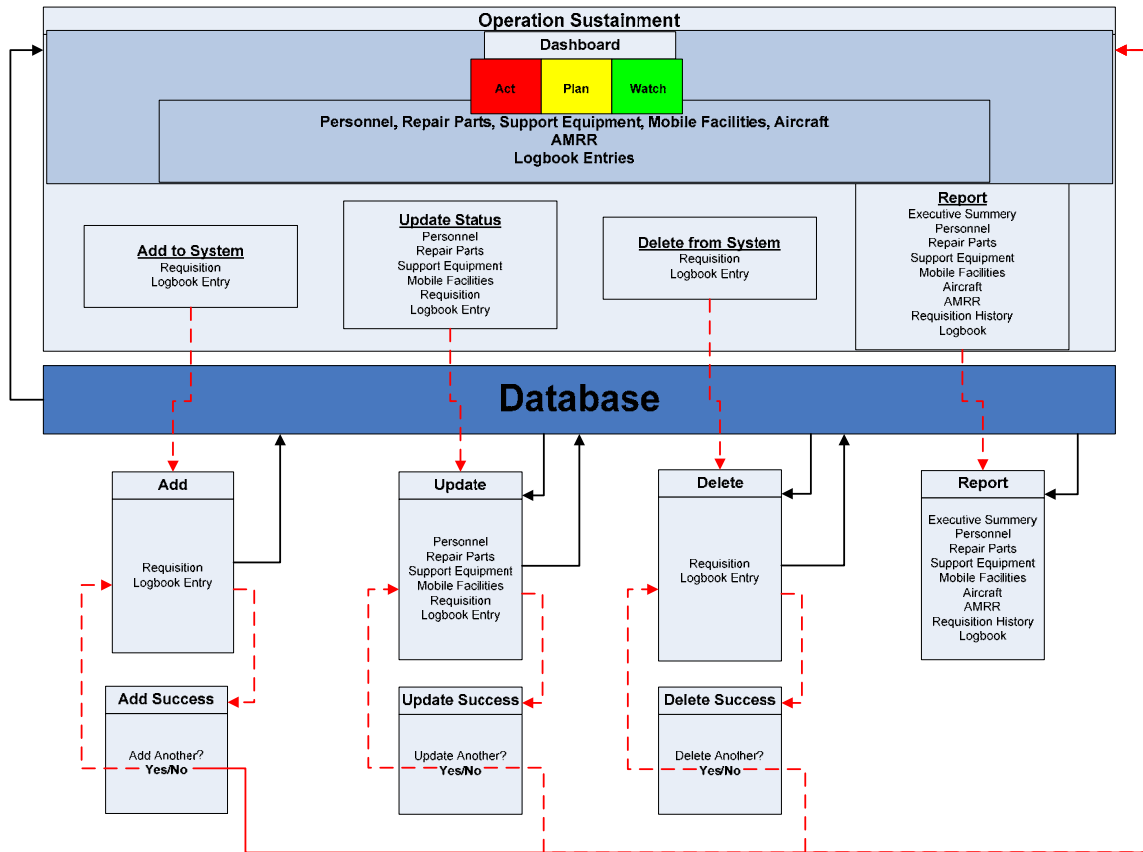 Operation Sustainment
Dashboard
Act
Plan
Watch
Personnel, Repair Parts, Support Equipment, Mobile Facilities, Aircraft
AMRR
Logbook Entries
Add to System
Requisition
Logbook Entry
Update Status
Personnel
Repair Parts
Support Equipment
Mobile Facilities
Requisition
Logbook Entry
Delete from System
Requisition
Logbook Entry
Report
Executive Summery
Personnel
Repair Parts
Support Equipment
Mobile Facilities
Aircraft
AMRR
Requisition History
Logbook
Database
Add
Requisition
Logbook Entry
Update
Personnel
Repair Parts
Support Equipment
Mobile Facilities
Requisition
Logbook Entry
Delete
Requisition
Logbook Entry
Report
Executive Summery
Personnel
Repair Parts
Support Equipment
Mobile Facilities
Aircraft
AMRR
Requisition History
Logbook
Add Success
Add Another?
Yes/No
Update Success
Update Another?
Yes/No
Delete Success
Delete Another?
Yes/No